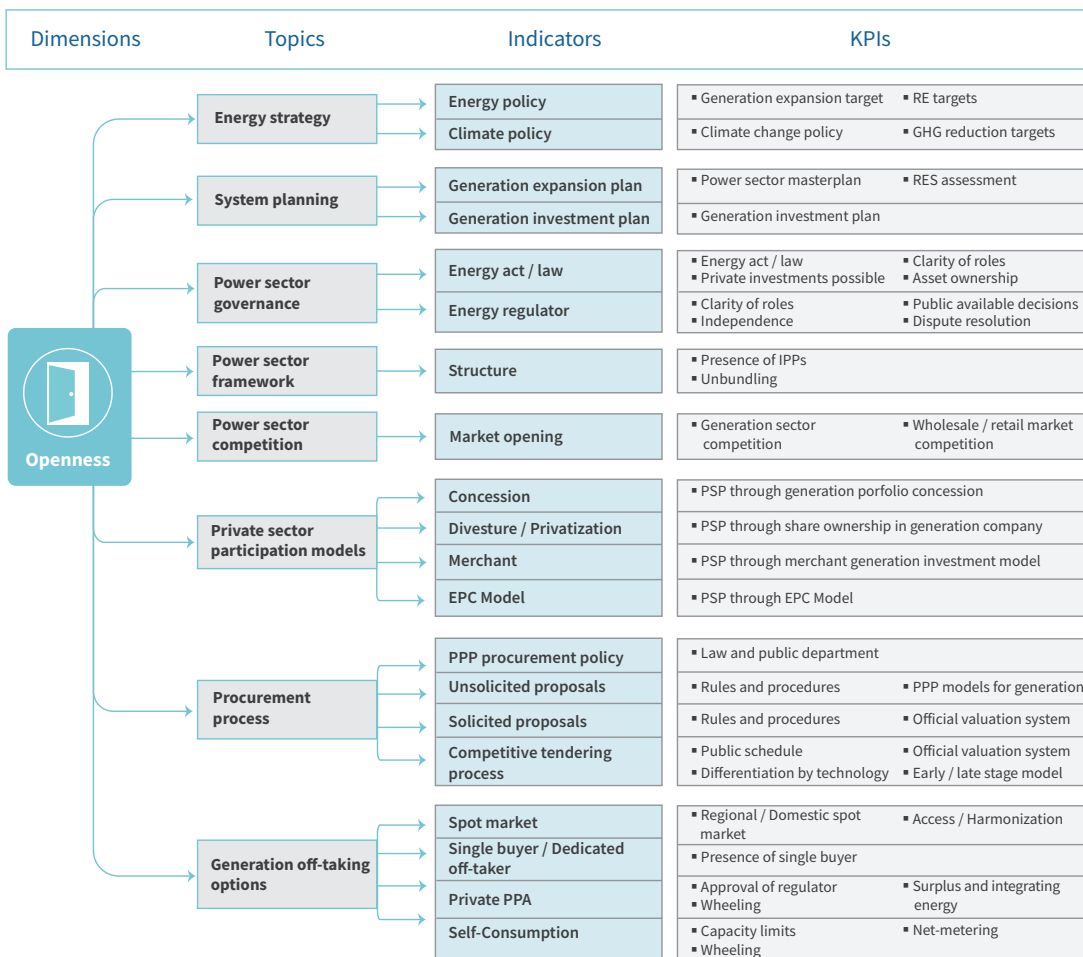 Dimensions Topics Indicators KPIs
Openness
Energy strategy
Energy policy
▪ Generation expansion target ▪ RE targets
Climate policy
▪ Climate change policy ▪ GHG reduction targets
System planning
Generation expansion plan
▪ Power sector masterplan ▪ RES assessment
Generation investment plan
▪ Generation investment plan
Power sector
governance
Energy act / law
▪ Energy act / law ▪ Clarity of roles
▪ Private investments possible ▪ Asset ownership
Energy regulator
▪ Clarity of roles ▪ Public available decisions
▪ Independence ▪ Dispute resolution
Power sector
framework
Structure
▪ Presence of IPPs
▪ Unbundling
Power sector
competition
Market opening
▪ Generation sector ▪ Wholesale / retail market
competition competition
Private sector
participation models
Concession
▪ PSP through generation porfolio concession
Divesture / Privatization
▪ PSP through share ownership in generation company
Merchant
▪ PSP through merchant generation investment model
EPC Model
▪ PSP through EPC Model
Procurement
process
PPP procurement policy
▪ Law and public department
Unsolicited proposals
▪ Rules and procedures ▪ PPP models for generation
Solicited proposals
▪ Rules and procedures ▪ Official valuation system
Competitive tendering
process
▪ Public schedule ▪ Official valuation system
▪ Differentiation by technology ▪ Early / late stage model
Generation off-taking
options
Spot market
▪ Regional / Domestic spot ▪ Access / Harmonization
market
Single buyer / Dedicated
off-taker
▪ Presence of single buyer
Private PPA
▪ Approval of regulator ▪ Surplus and integrating
▪ Wheeling energy
Self-Consumption
▪ Capacity limits ▪ Net-metering
▪ Wheeling